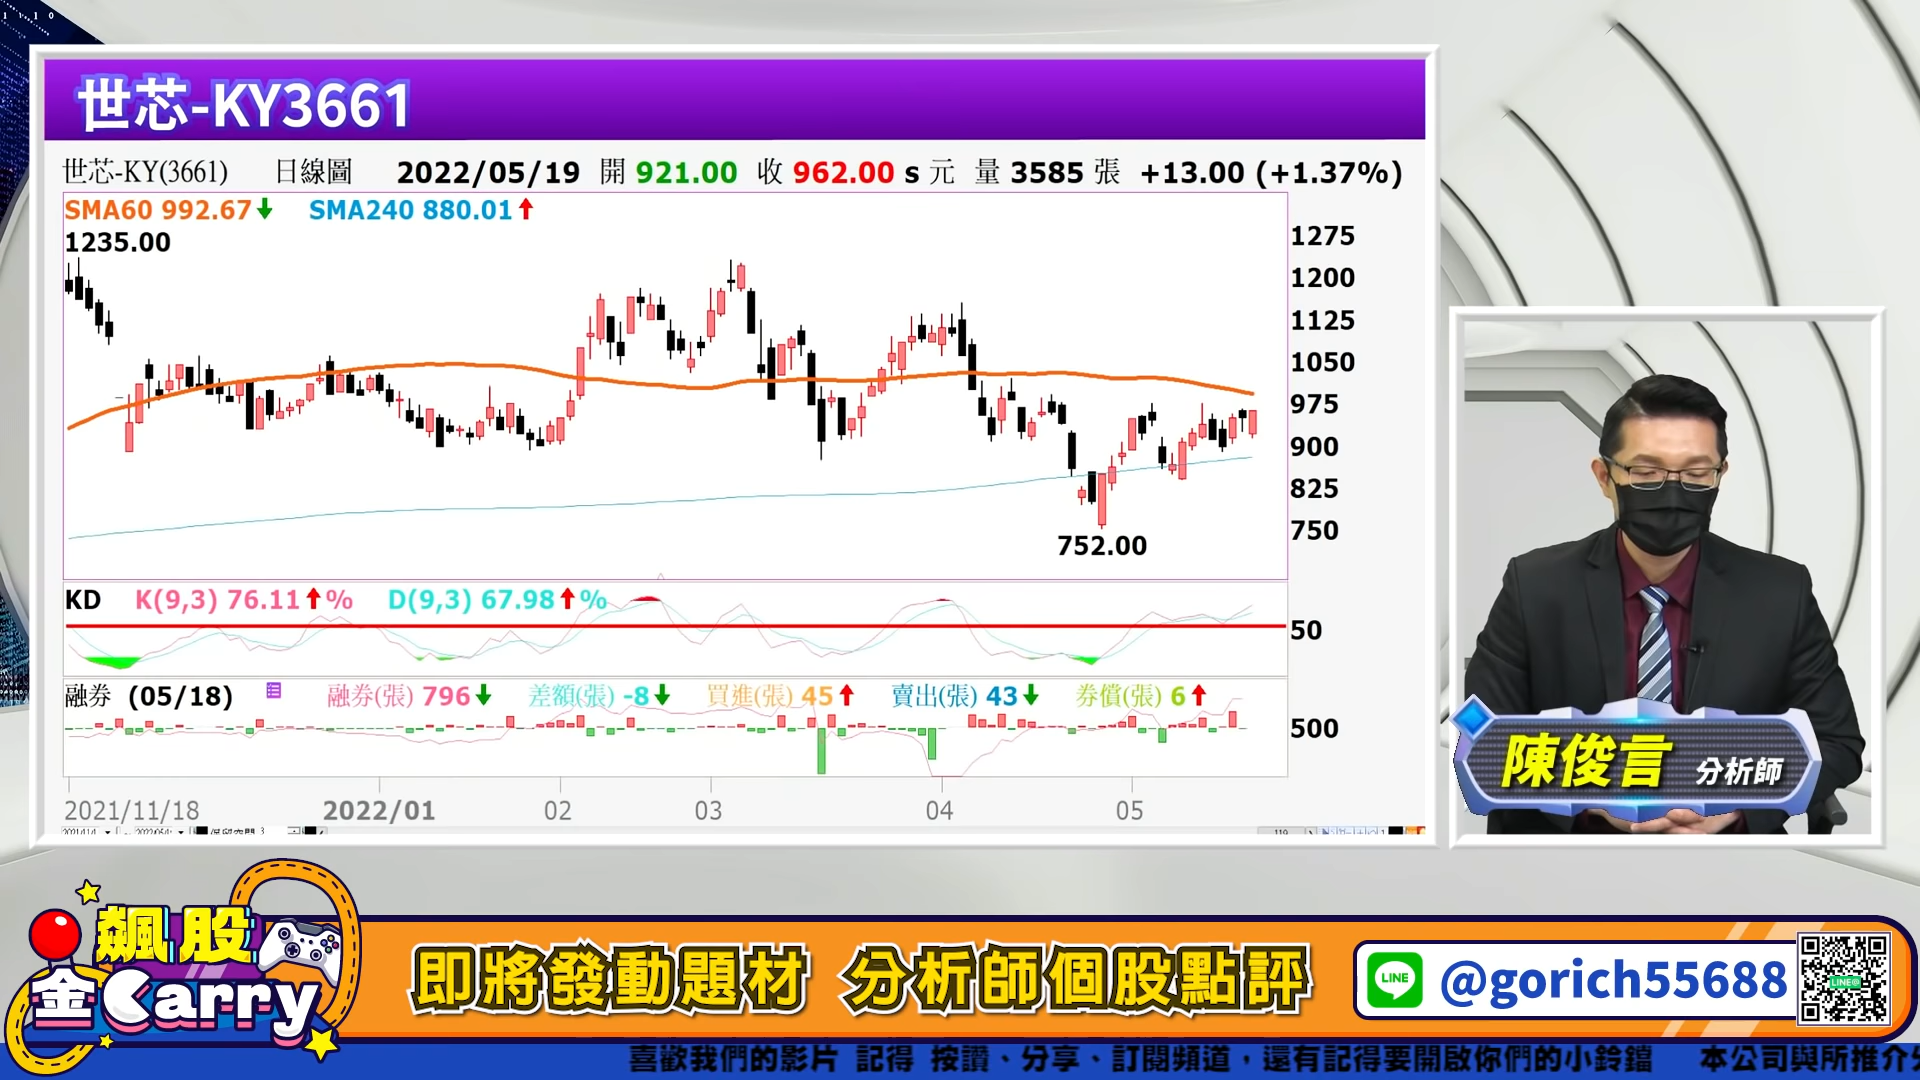 世芯-KY3661
世芯-KY(3661) 日線圖 2022/05/19 開 921.00 收 962.00 s 元 量 3585 張 +13.00 (+1.37%)
SMA60 992.67 SMA240 880.01
1235.00
1275
1200
1125
1050
975
900
825
750
752.00
KD K(9,3) 76.11 % D(9,3) 67.98 %
50
融券 (05/18) 融券(張) 796 差額(張) -8 買進(張) 45 賣出(張) 43 券償(張) 6
500
2021/11/18 2022/01 02 03 04 05
陳俊言 分析師
飆股
金Carry
即將發動題材 分析師個股點評
LINE @gorich55688
喜歡我們的影片 記得 按讚、分享、訂閱頻道，還有記得要開啟你們的小鈴鐺 本公司與所推介